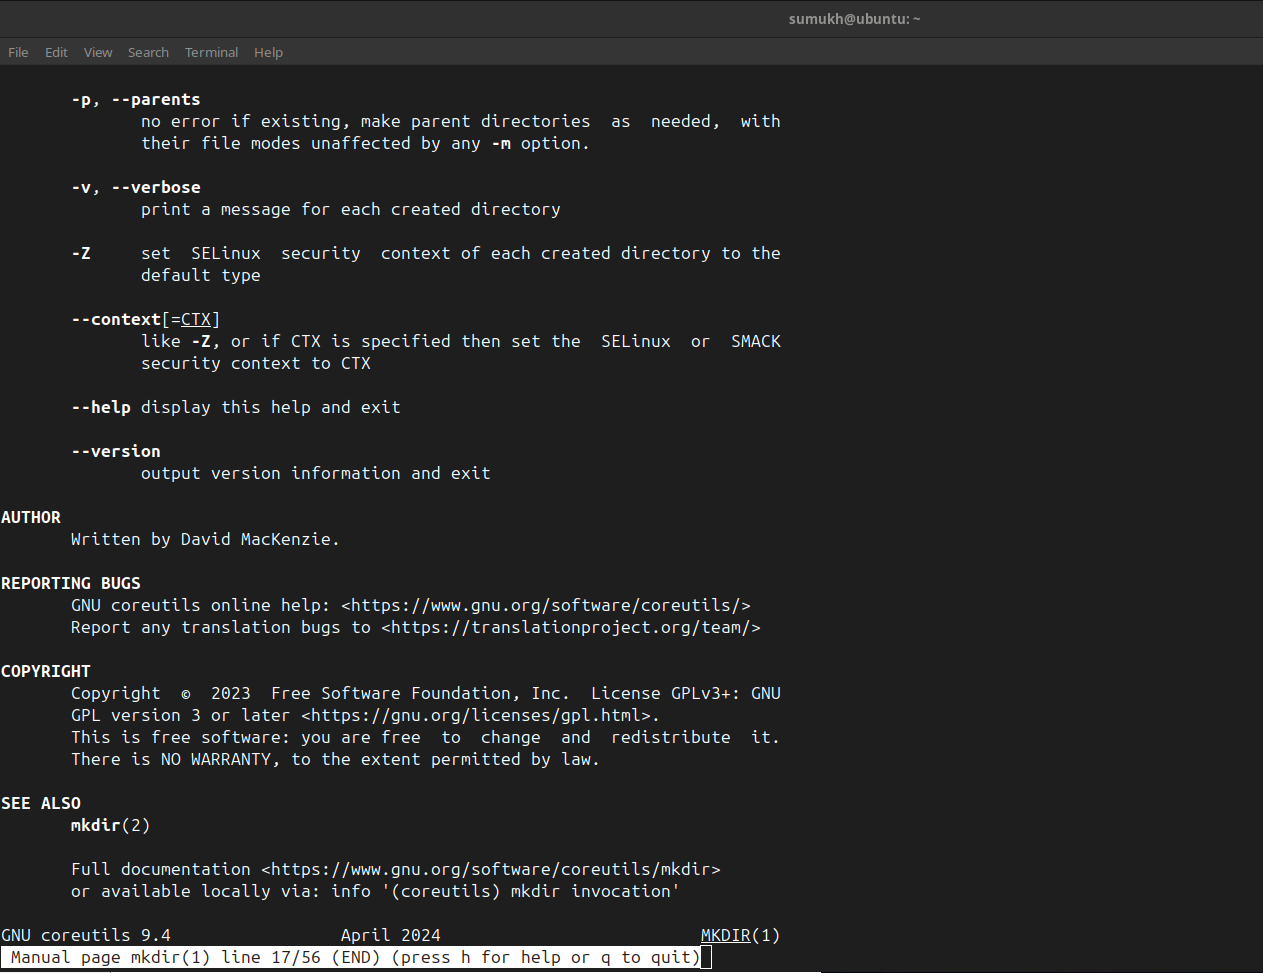 sumukh@ubuntu: ~
File Edit View Search Terminal Help
-p, --parents
no error if existing, make parent directories  as  needed,  with
their file modes unaffected by any -m option.
-v, --verbose
print a message for each created directory
-Z     set  SELinux  security  context of each created directory to the
default type
--context[=CTX]
like -Z, or if CTX is specified then set the  SELinux  or  SMACK
security context to CTX
--help display this help and exit
--version
output version information and exit
AUTHOR
Written by David MacKenzie.
REPORTING BUGS
GNU coreutils online help: <https://www.gnu.org/software/coreutils/>
Report any translation bugs to <https://translationproject.org/team/>
COPYRIGHT
Copyright  ©  2023  Free Software Foundation, Inc.  License GPLv3+: GNU
GPL version 3 or later <https://gnu.org/licenses/gpl.html>.
This is free software: you are free  to  change  and  redistribute  it.
There is NO WARRANTY, to the extent permitted by law.
SEE ALSO
mkdir(2)
Full documentation <https://www.gnu.org/software/coreutils/mkdir>
or available locally via: info '(coreutils) mkdir invocation'
GNU coreutils 9.4                 April 2024                          MKDIR(1)
Manual page mkdir(1) line 17/56 (END) (press h for help or q to quit)